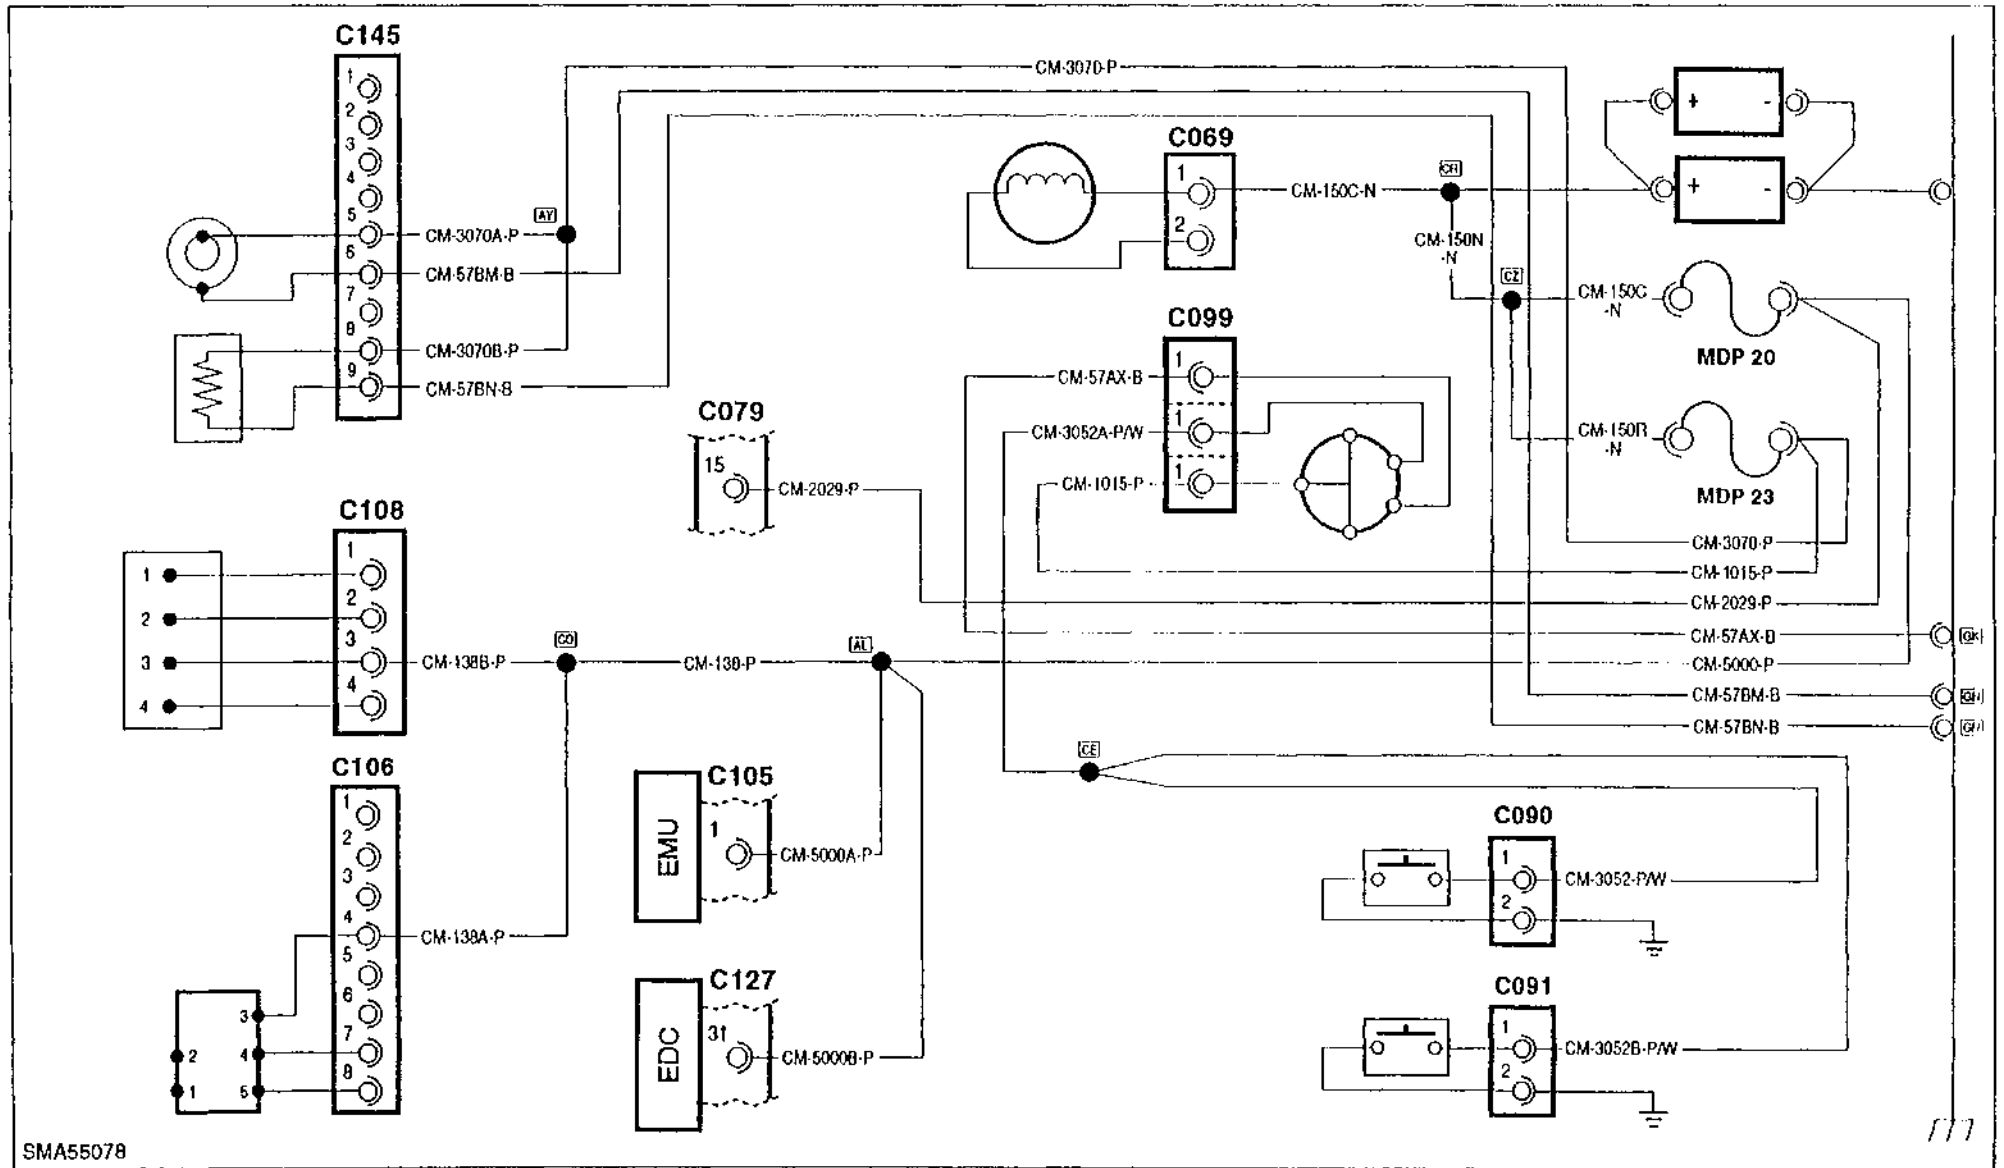 C145
1
2
3
4
5
6
7
8
9
CM-3070A-P
AY
CM-57BM-B
CM-3070B-P
CM-57BN-B
CM-3070-P
C069
1
2
CM-150C-N
CM-150N
-N
CZ
+ -
+ -
CM-150C
-N
MDP 20
CM-150R
-N
MDP 23
C099
1
CM-57AX-B
1
CM-3052A-P/W
1
CM-1015-P
C079
15
CM-2029-P
CM-3070-P
CM-1015-P
CM-2029-P
CM-57AX-B
CM-5000-P
CM-57BM-B
CM-57BN-B
C108
1
2
3
4
1
2
3
4
CM-138B-P
CO
CM-138-P
AL
CE
C106
1
2
3
4
5
6
7
8
CM-138A-P
3
2 4
1 5
EMU
C105
1
CM-5000A-P
EDC
C127
31
CM-5000B-P
C090
1
2
CM-3052-P/W
C091
1
2
CM-3052B-P/W
SMA55078